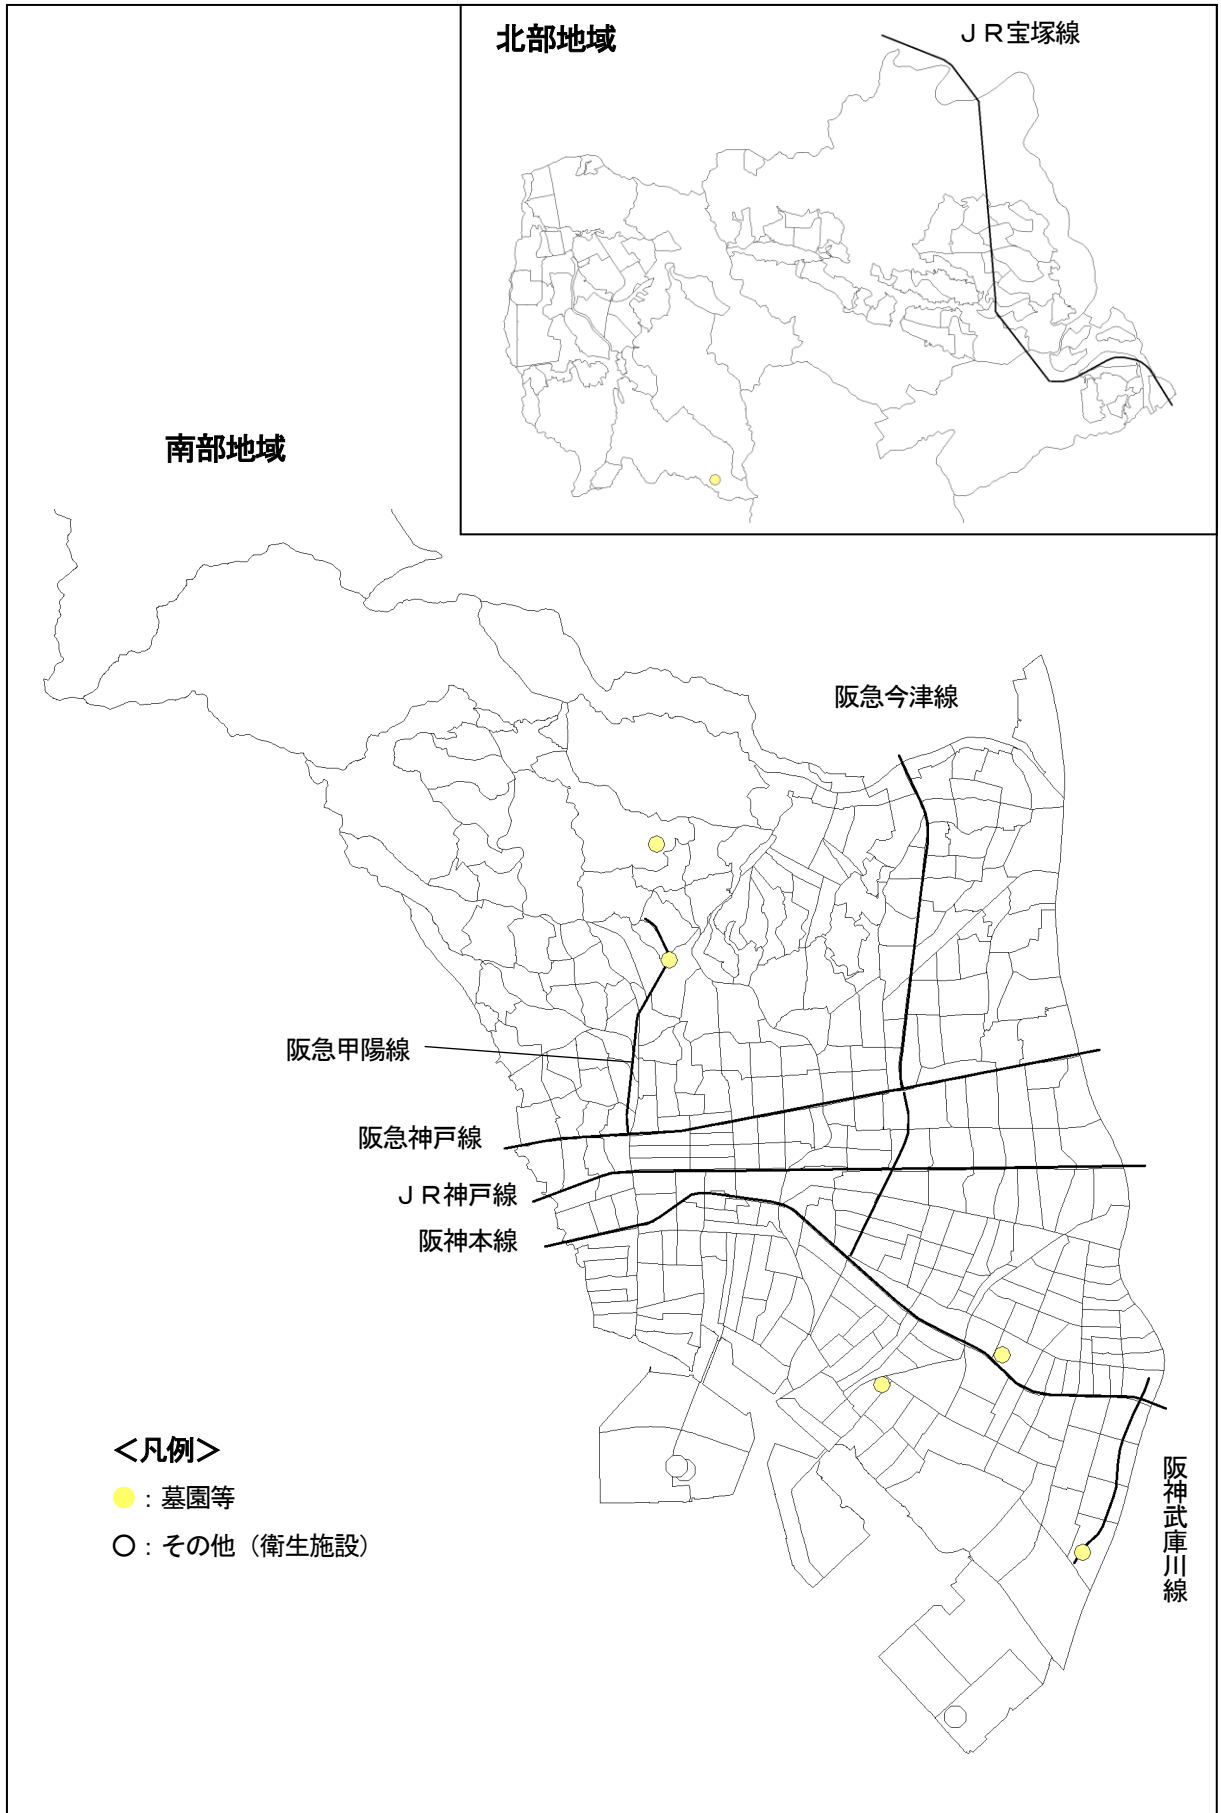 北部地域
ＪＲ宝塚線
南部地域
阪急今津線
阪急甲陽線
阪急神戸線
ＪＲ神戸線
阪神本線
＜凡例＞
：墓園等
：その他（衛生施設）
阪神武庫川線